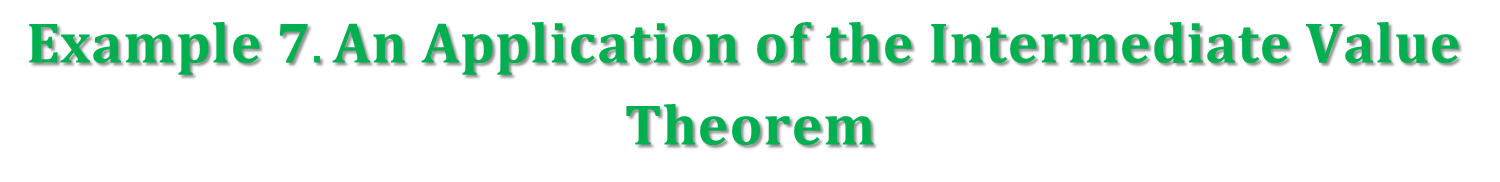 Example 7. An Application of the Intermediate Value
Theorem